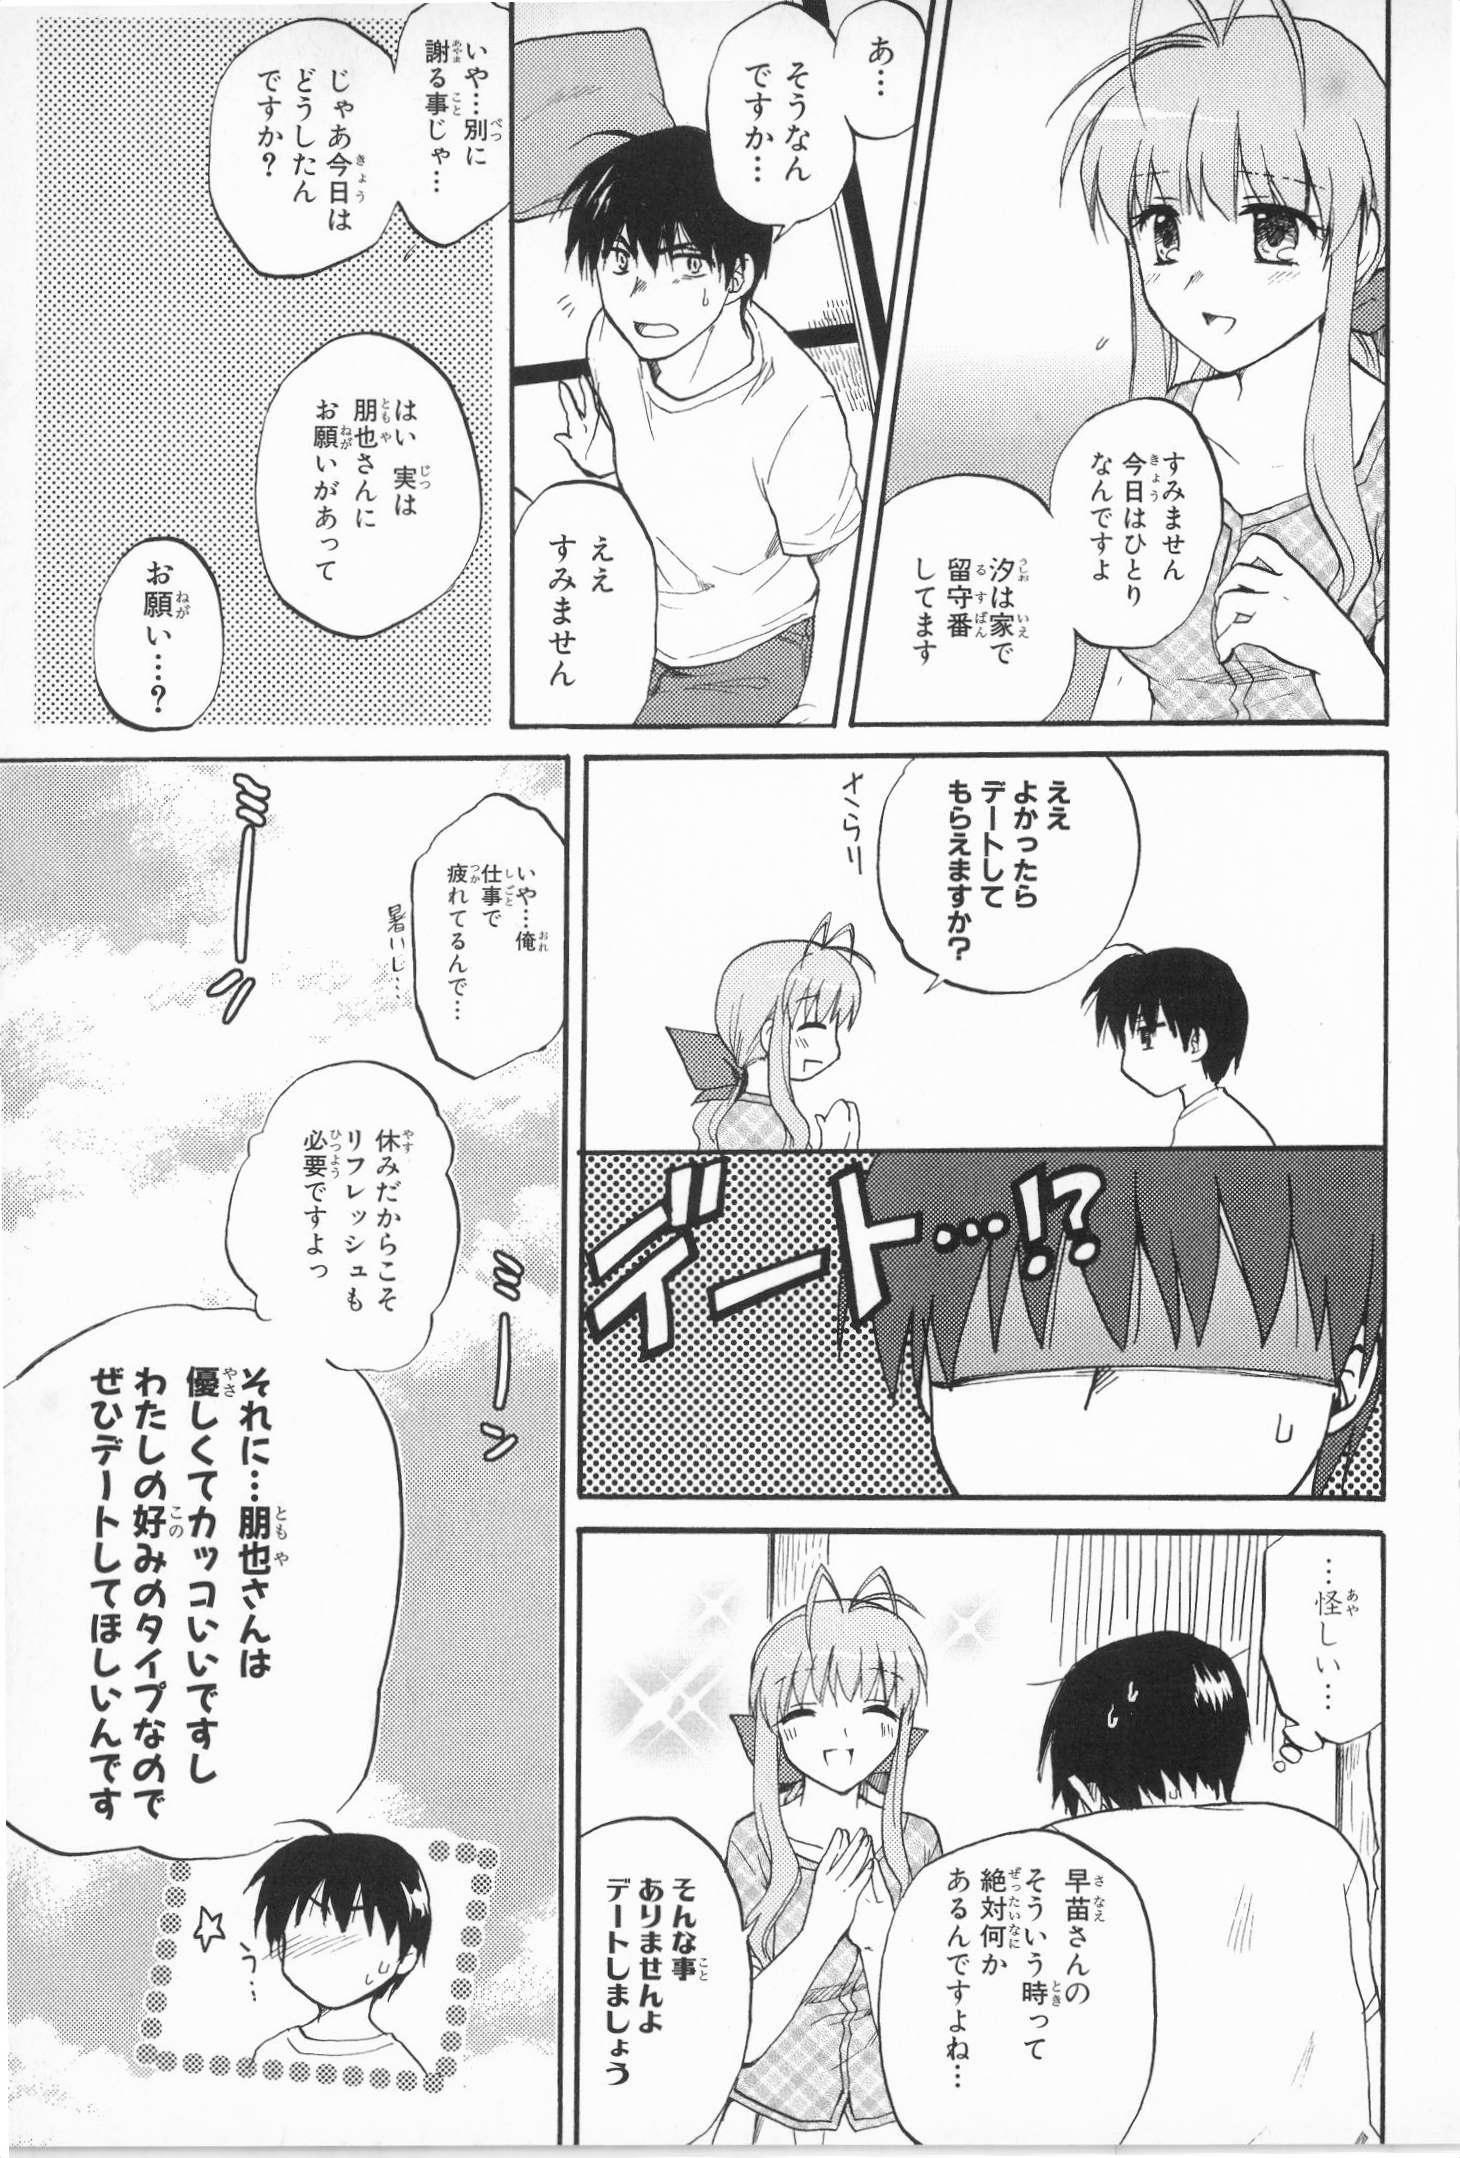 すみません
今日はひとり
なんですよ
汐は家で
留守番
してます
あ…
そうなん
ですか…
ええ
すみません
いや…別に
謝る事じゃ…
じゃあ今日は
どうしたん
ですか?
はい 実は
朋也さんに
お願いがあって
お願い…?
ええ
よかったら
デートして
もらえますか?
さらり
デート…!?
…怪しい…
早苗さんの
そういう時って
絶対何か
あるんですよね…
そんな事
ありませんよ
デートしましょう
いや…俺
仕事で
疲れてるんで…
暑いし…
ミーン
ミーン
休みだからこそ
リフレッシュも
必要ですよっ
それに…朋也さんは
優しくてカッコいいですし
わたしの好みのタイプなので
ぜひデートしてほしいんです
う…